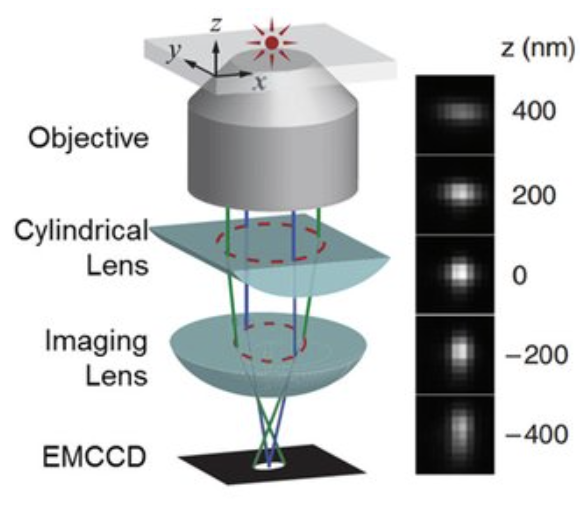 z
y
x
Objective
Cylindrical
Lens
Imaging
Lens
EMCCD
z (nm)
400
200
0
−200
−400